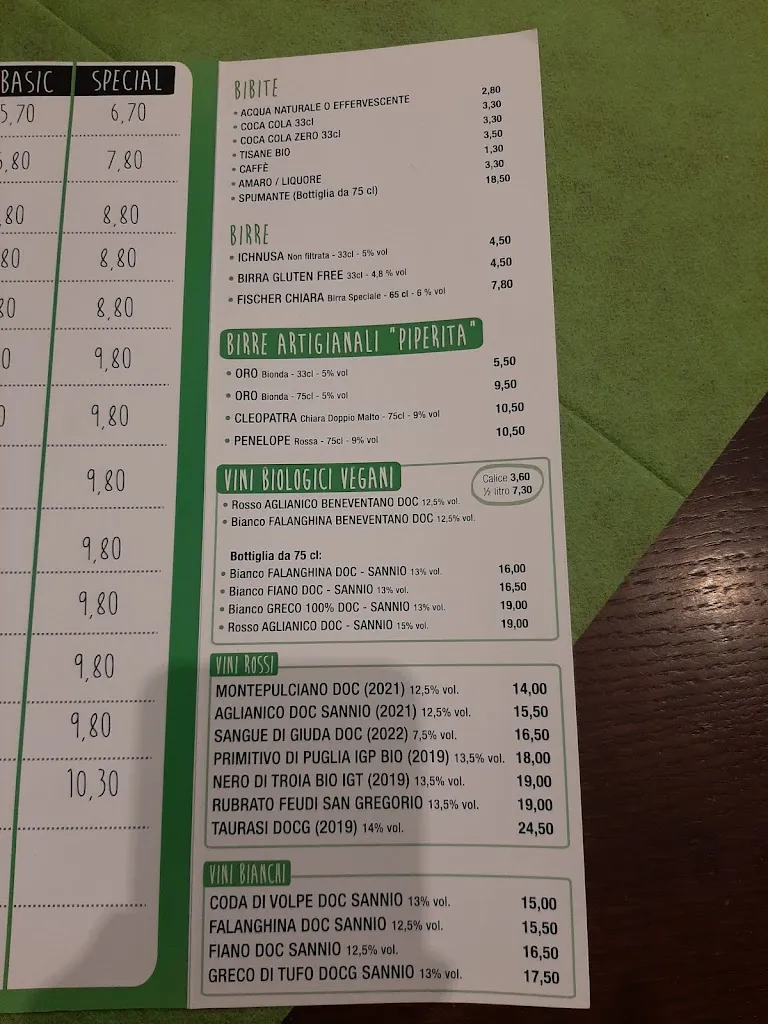 BASIC SPECIAL
5,70 6,70
,80 7,80
,80 8,80
80 8,80
80 8,80
0 9,80
9,80
9,80
9,80
9,80
9,80
9,80
10,30
BIBITE
• ACQUA NATURALE O EFFERVESCENTE 2,80
• COCA COLA 33cl 3,30
• COCA COLA ZERO 33cl 3,30
• TISANE BIO 3,50
• CAFFÈ 1,30
• AMARO / LIQUORE 3,30
• SPUMANTE (Bottiglia da 75 cl) 18,50
BIRRE
• ICHNUSA Non filtrata - 33cl - 5% vol 4,50
• BIRRA GLUTEN FREE 33cl - 4,8 % vol 4,50
• FISCHER CHIARA Birra Speciale - 65 cl - 6 % vol 7,80
BIRRE ARTIGIANALI "PIPERITA"
• ORO Bionda - 33cl - 5% vol 5,50
• ORO Bionda - 75cl - 5% vol 9,50
• CLEOPATRA Chiara Doppio Malto - 75cl - 9% vol 10,50
• PENELOPE Rossa - 75cl - 9% vol 10,50
VINI BIOLOGICI VEGANI
Calice 3,60
½ litro 7,30
• Rosso AGLIANICO BENEVENTANO DOC 12,5% vol.
• Bianco FALANGHINA BENEVENTANO DOC 12,5% vol.
Bottiglia da 75 cl:
• Bianco FALANGHINA DOC - SANNIO 13% vol. 16,00
• Bianco FIANO DOC - SANNIO 13% vol. 16,50
• Bianco GRECO 100% DOC - SANNIO 13% vol. 19,00
• Rosso AGLIANICO DOC - SANNIO 15% vol. 19,00
VINI ROSSI
MONTEPULCIANO DOC (2021) 12,5% vol. 14,00
AGLIANICO DOC SANNIO (2021) 12,5% vol. 15,50
SANGUE DI GIUDA DOC (2022) 7,5% vol. 16,50
PRIMITIVO DI PUGLIA IGP BIO (2019) 13,5% vol. 18,00
NERO DI TROIA BIO IGT (2019) 13,5% vol. 19,00
RUBRATO FEUDI SAN GREGORIO 13,5% vol. 19,00
TAURASI DOCG (2019) 14% vol. 24,50
VINI BIANCHI
CODA DI VOLPE DOC SANNIO 13% vol. 15,00
FALANGHINA DOC SANNIO 12,5% vol. 15,50
FIANO DOC SANNIO 12,5% vol. 16,50
GRECO DI TUFO DOCG SANNIO 13% vol. 17,50